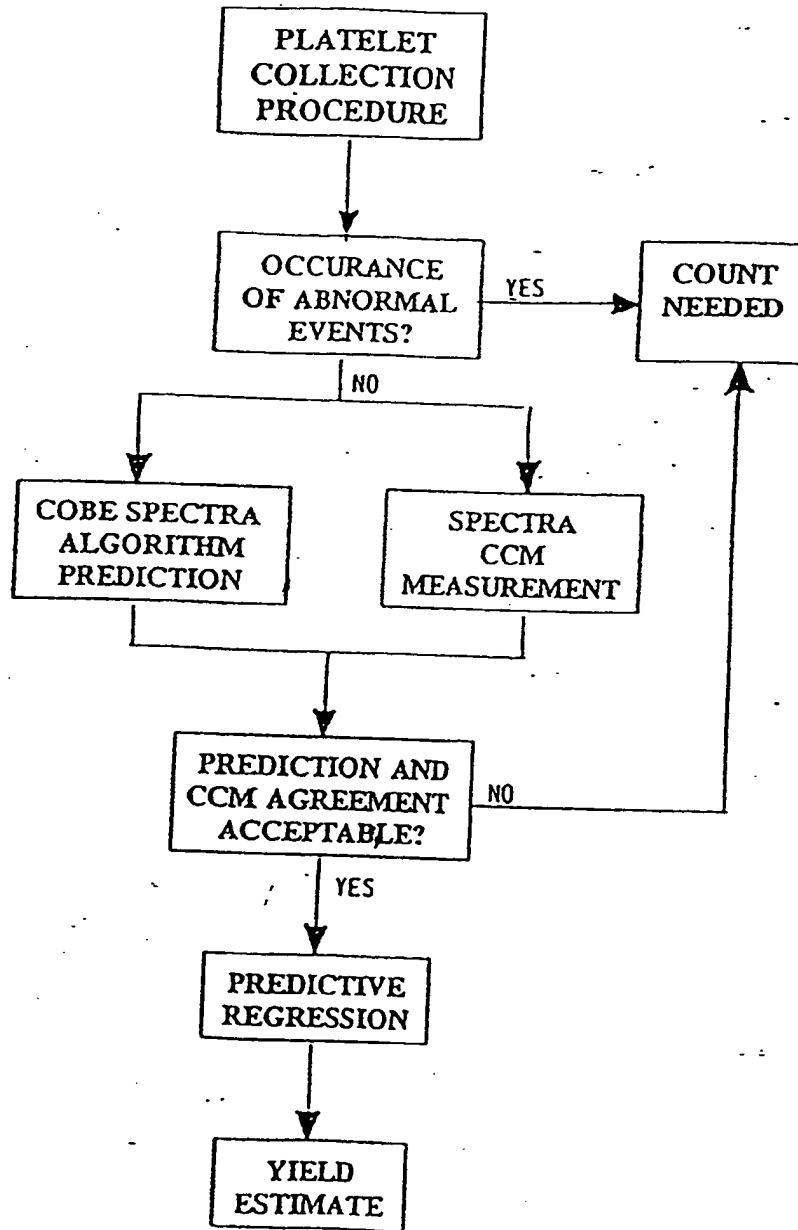 PLATELET
COLLECTION
PROCEDURE
OCCURANCE
OF ABNORMAL
EVENTS?
YES
COUNT
NEEDED
NO
COBE SPECTRA
ALGORITHM
PREDICTION
SPECTRA
CCM
MEASUREMENT
PREDICTION AND
CCM AGREEMENT
ACCEPTABLE?
NO
YES
PREDICTIVE
REGRESSION
YIELD
ESTIMATE